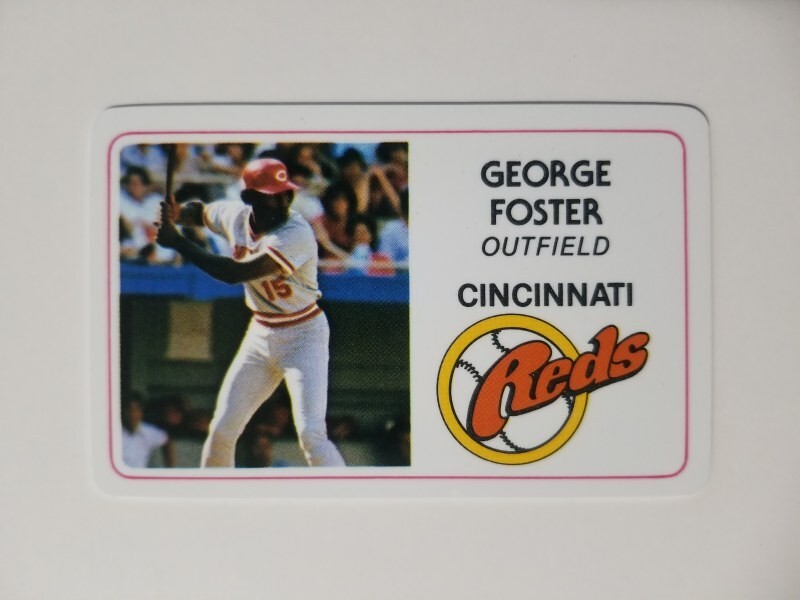 GEORGE
FOSTER
OUTFIELD
CINCINNATI
Reds
C
15